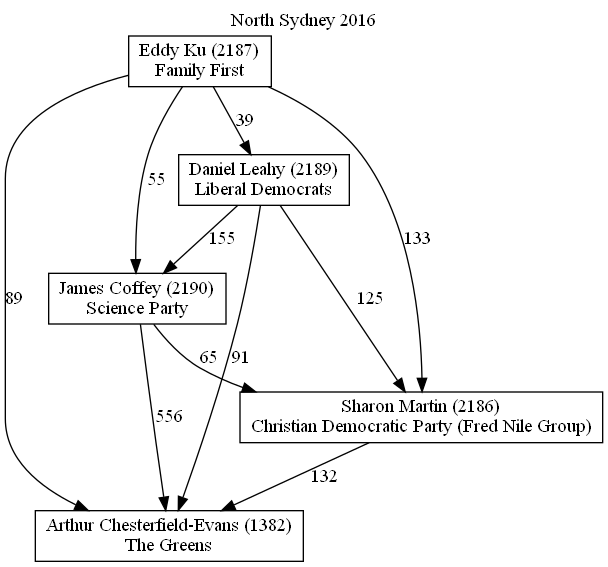 North Sydney 2016
Eddy Ku (2187)
Family First
39
Daniel Leahy (2189)
Liberal Democrats
55
155
133
James Coffey (2190)
Science Party
89
125
65
91
Sharon Martin (2186)
Christian Democratic Party (Fred Nile Group)
556
132
Arthur Chesterfield-Evans (1382)
The Greens